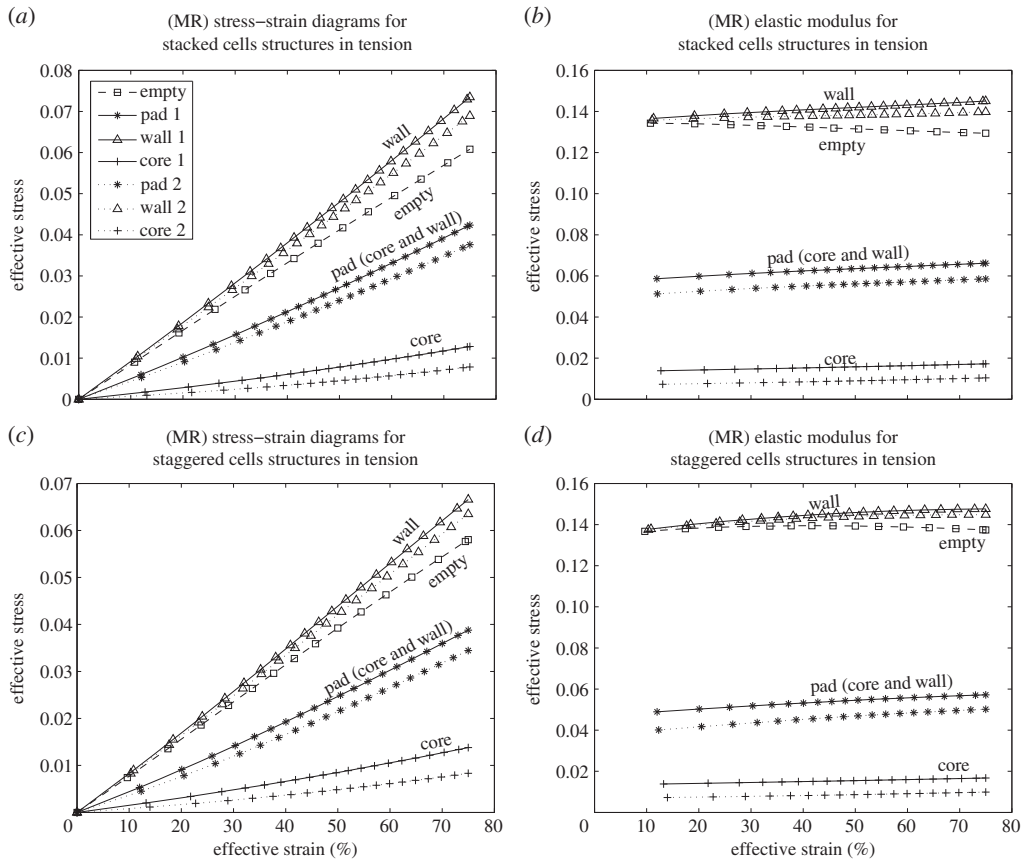 (a)
(MR) stress–strain diagrams for
stacked cells structures in tension
0.08
0.07
0.06
0.05
0.04
0.03
0.02
0.01
0
effective stress
empty
pad 1
wall 1
core 1
pad 2
wall 2
core 2
wall
empty
pad (core and wall)
core
(b)
(MR) elastic modulus for
stacked cells structures in tension
0.16
0.14
0.12
0.10
0.08
0.06
0.04
0.02
0
effective stress
wall
empty
pad (core and wall)
core
(c)
(MR) stress–strain diagrams for
staggered cells structures in tension
0.07
0.06
0.05
0.04
0.03
0.02
0.01
0 10 20 30 40 50 60 70 80
effective stress
effective strain (%)
wall
empty
pad (core and wall)
core
(d)
(MR) elastic modulus for
staggered cells structures in tension
0.16
0.14
0.12
0.10
0.08
0.06
0.04
0.02
0 10 20 30 40 50 60 70 80
effective stress
effective strain (%)
wall
empty
pad (core and wall)
core